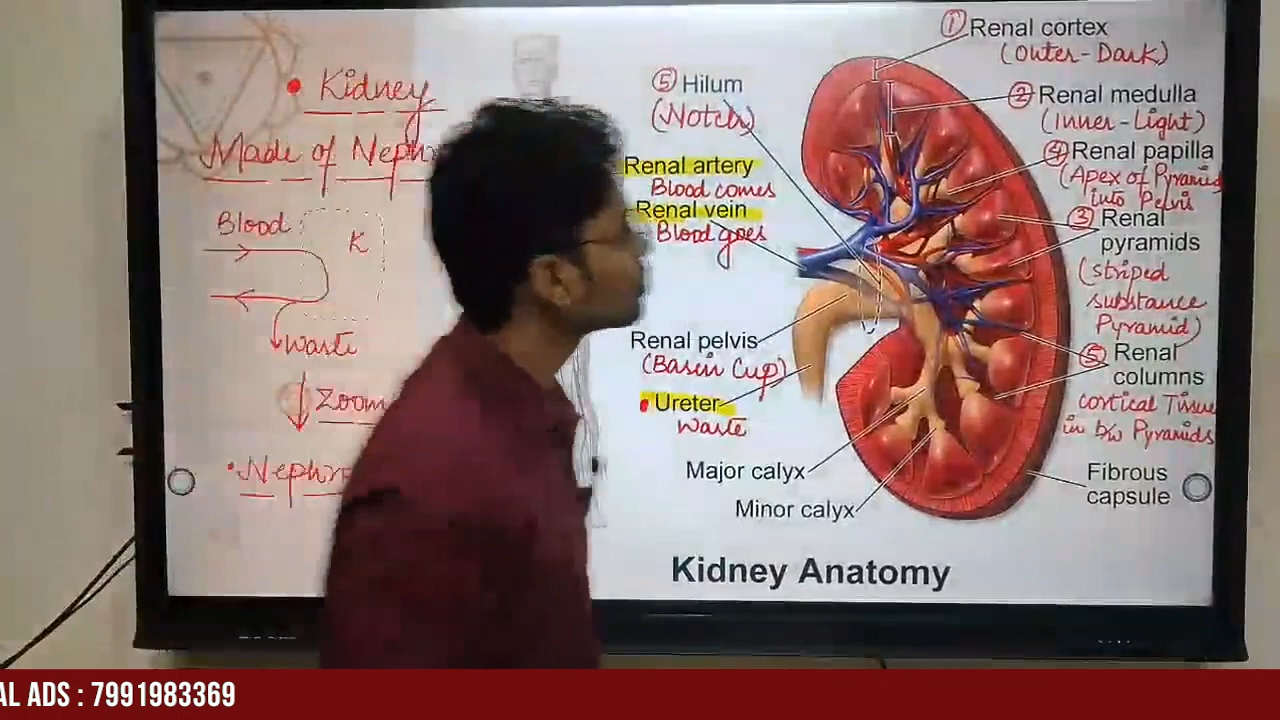 • Kidney
Made of Neph
Blood
K
Waste
Zoom
• Nephro
① Renal cortex
(Outer-Dark)
② Renal medulla
(Inner-Light)
④ Renal papilla
(Apex of Pyramid
into Pelvis
③ Renal
pyramids
(striped
substance
Pyramid)
⑤ Renal
columns
cortical Tissue
in b/w Pyramids
Fibrous
capsule
⑤ Hilum
(Notch)
Renal artery
Blood comes
Renal vein
Blood goes
Renal pelvis
(Basin Cup)
Ureter
Waste
Major calyx
Minor calyx
Kidney Anatomy
AL ADS : 7991983369